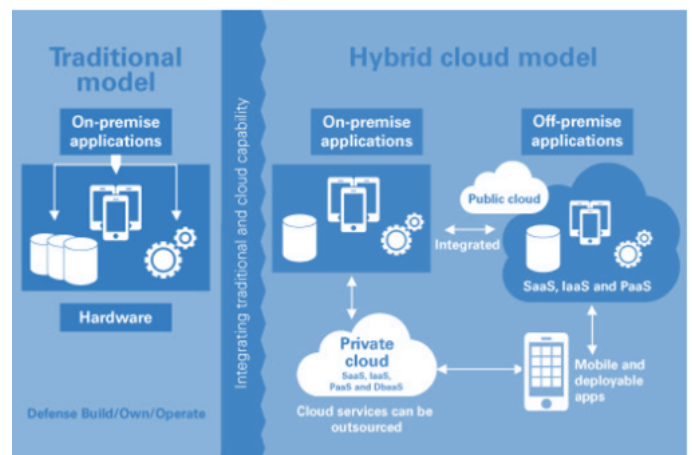 Traditional
model
On-premise
applications
Hardware
Defense Build/Own/Operate
Integrating traditional and cloud capability
Hybrid cloud model
On-premise
applications
Off-premise
applications
Public cloud
Integrated
SaaS, IaaS and PaaS
Private
cloud
SaaS, IaaS,
PaaS and DbaaS
Cloud services can be
outsourced
Mobile and
deployable
apps